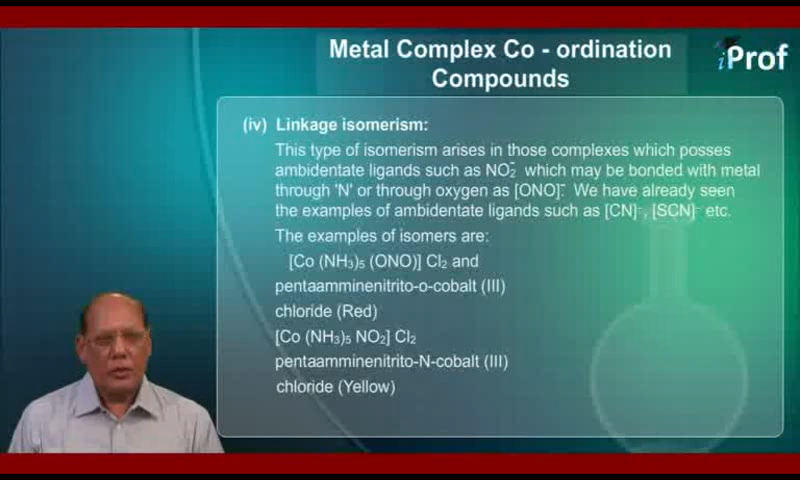 Metal Complex Co - ordination
Compounds
iProf
(iv) Linkage isomerism:
This type of isomerism arises in those complexes which posses
ambidentate ligands such as NO₂⁻ which may be bonded with metal
through 'N' or through oxygen as [ONO]⁻. We have already seen
the examples of ambidentate ligands such as [CN]⁻, [SCN]⁻ etc.
The examples of isomers are:
[Co (NH₃)₅ (ONO)] Cl₂ and
pentaamminenitrito-o-cobalt (III)
chloride (Red)
[Co (NH₃)₅ NO₂] Cl₂
pentaamminenitrito-N-cobalt (III)
chloride (Yellow)